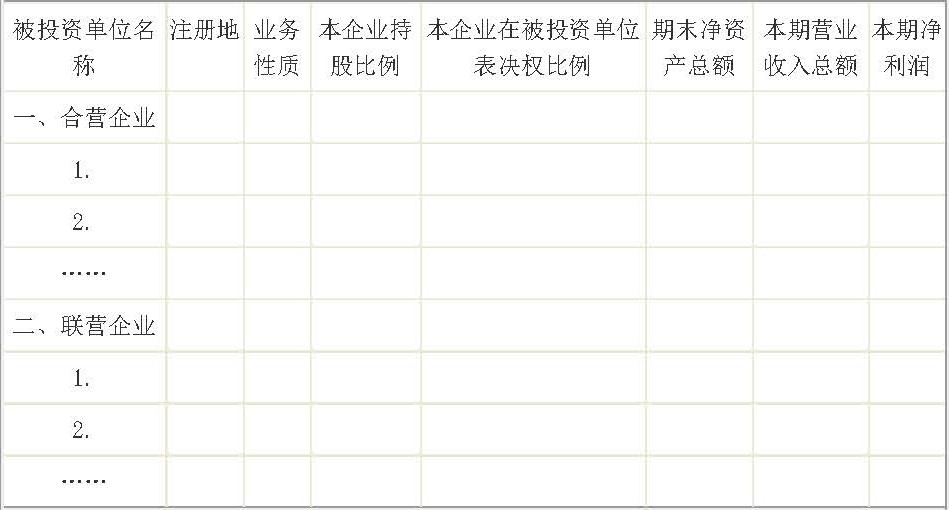 被投资单位名称 注册地 业务性质 本企业持股比例 本企业在被投资单位表决权比例 期末净资产总额 本期营业收入总额 本期净利润
一、合营企业
1.
2.
……
二、联营企业
1.
2.
……